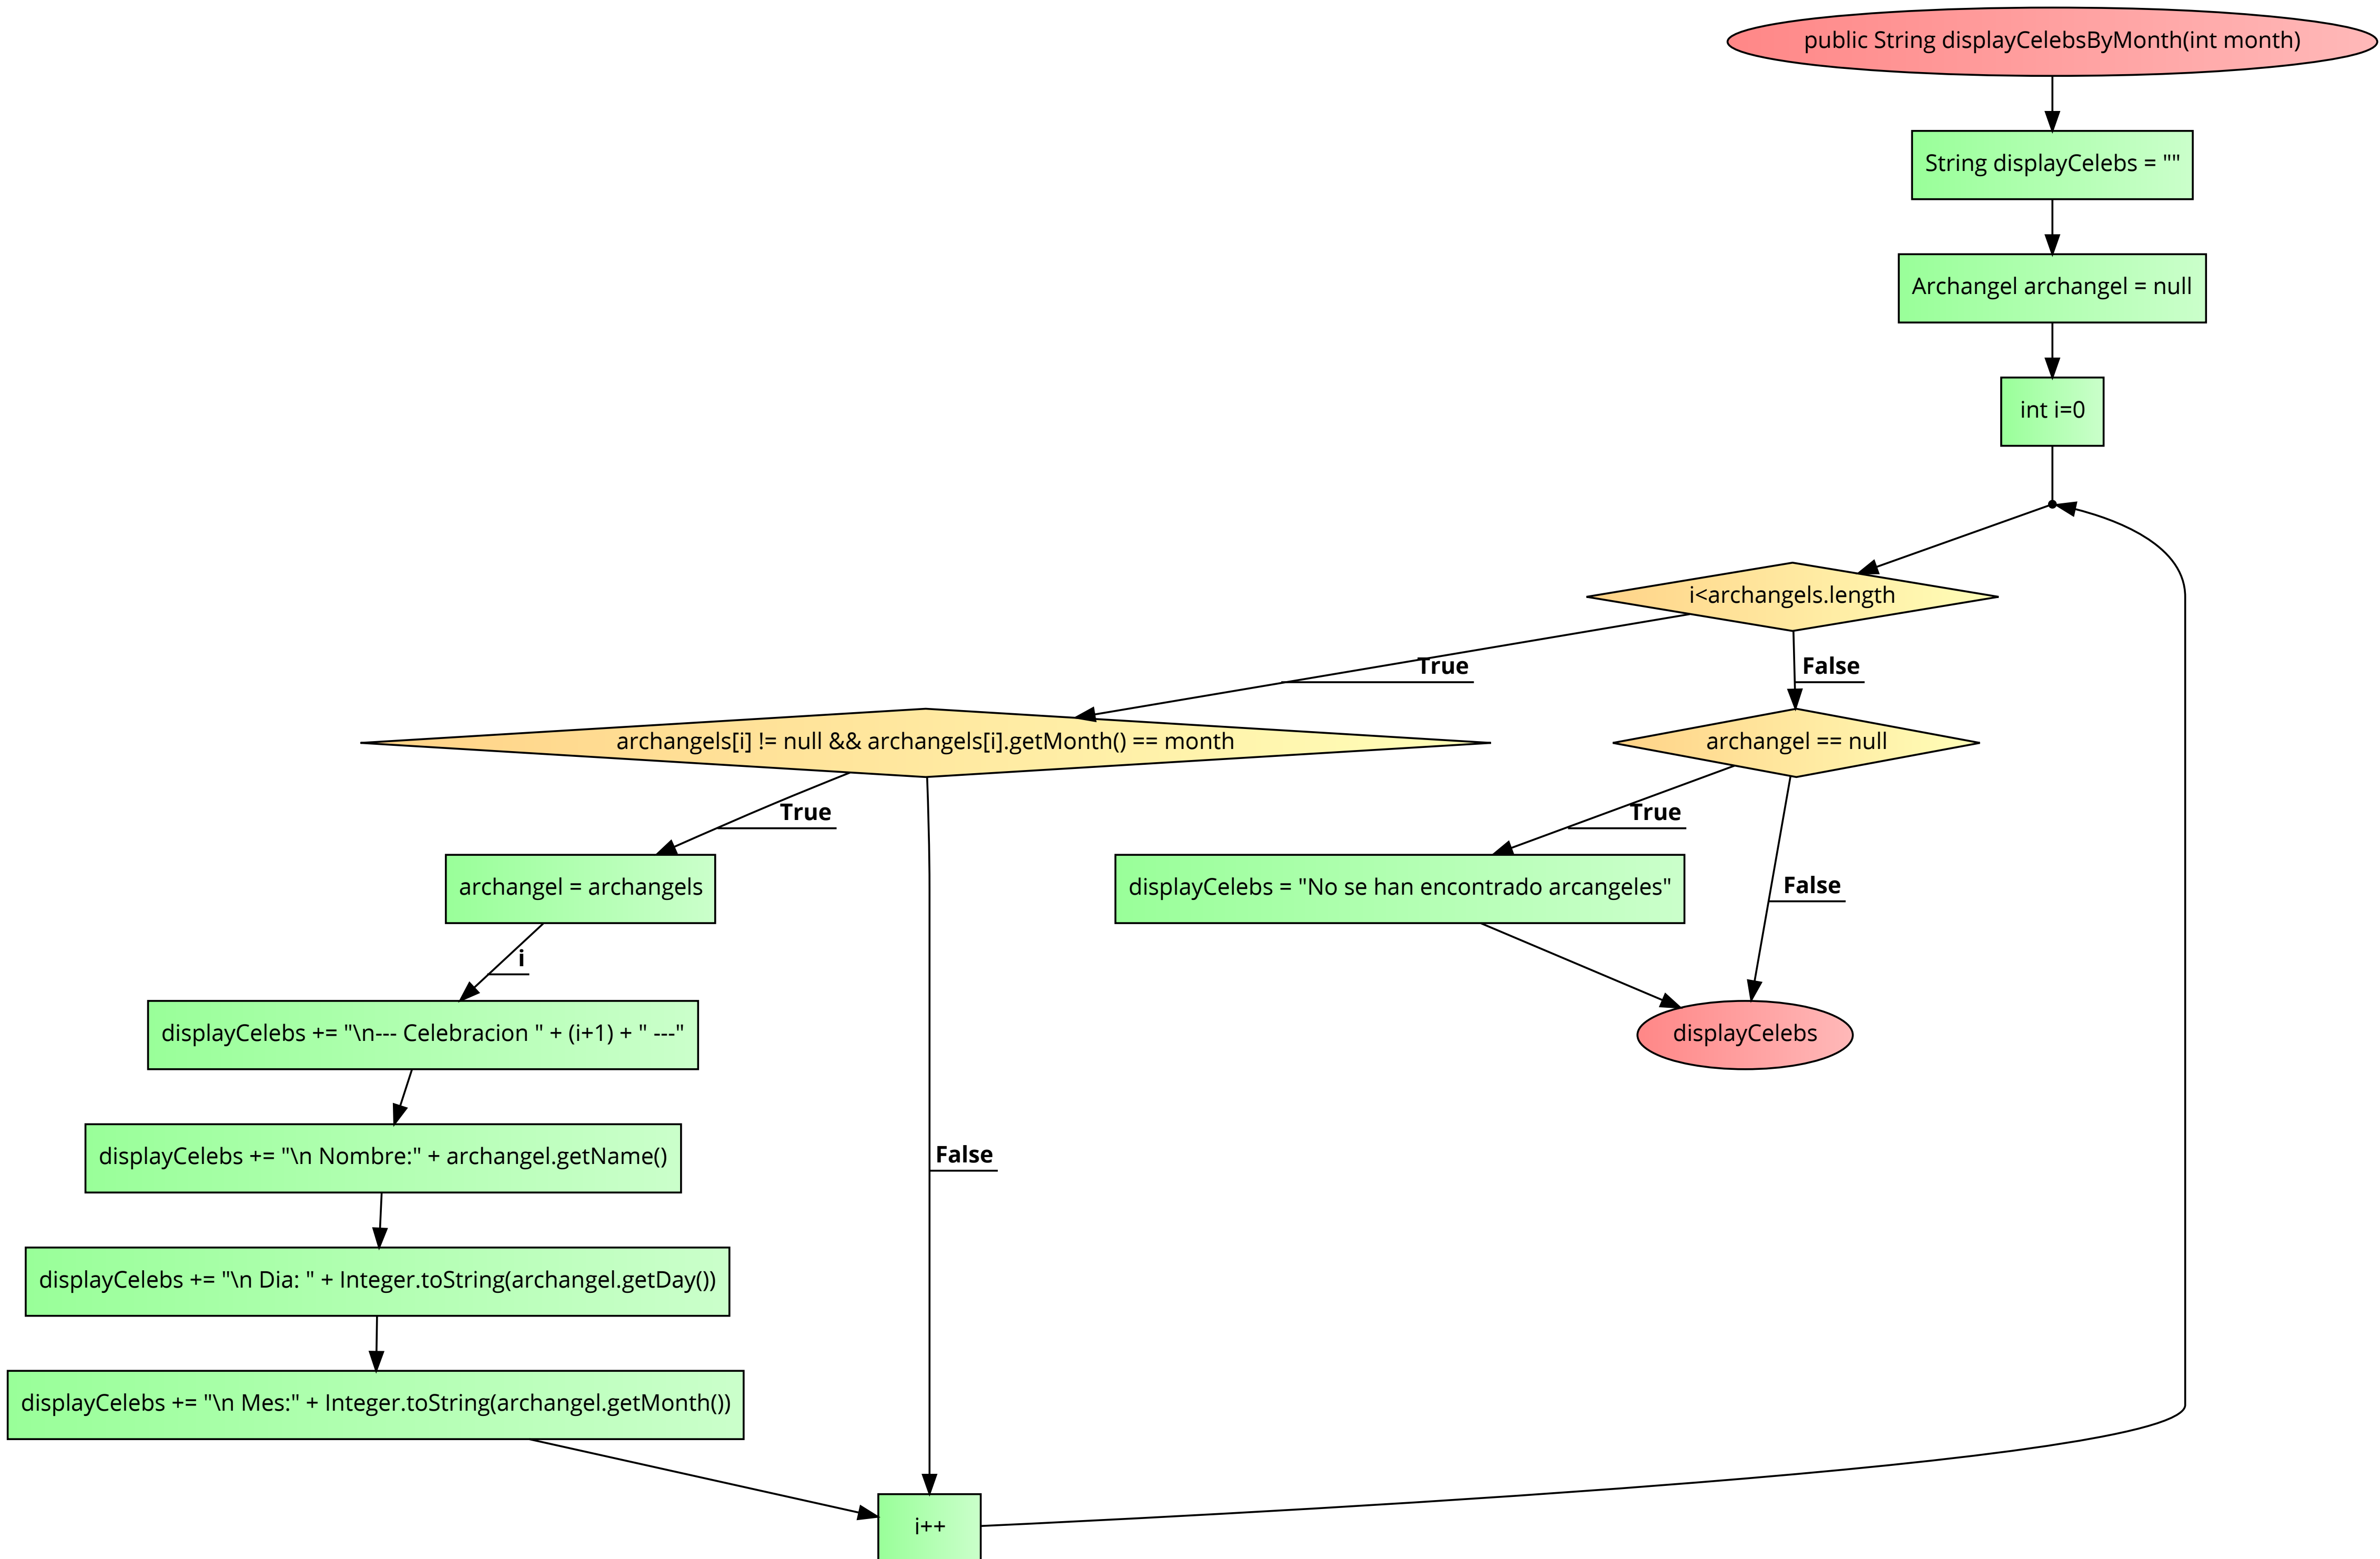 public String displayCelebsByMonth(int month)
String displayCelebs = ""
Archangel archangel = null
int i=0
i<archangels.length
True
False
archangels[i] != null && archangels[i].getMonth() == month
archangel == null
True
False
True
False
archangel = archangels
displayCelebs = "No se han encontrado arcangeles"
i
displayCelebs += "\n--- Celebracion " + (i+1) + " ---"
displayCelebs
displayCelebs += "\n Nombre:" + archangel.getName()
displayCelebs += "\n Dia: " + Integer.toString(archangel.getDay())
displayCelebs += "\n Mes:" + Integer.toString(archangel.getMonth())
i++